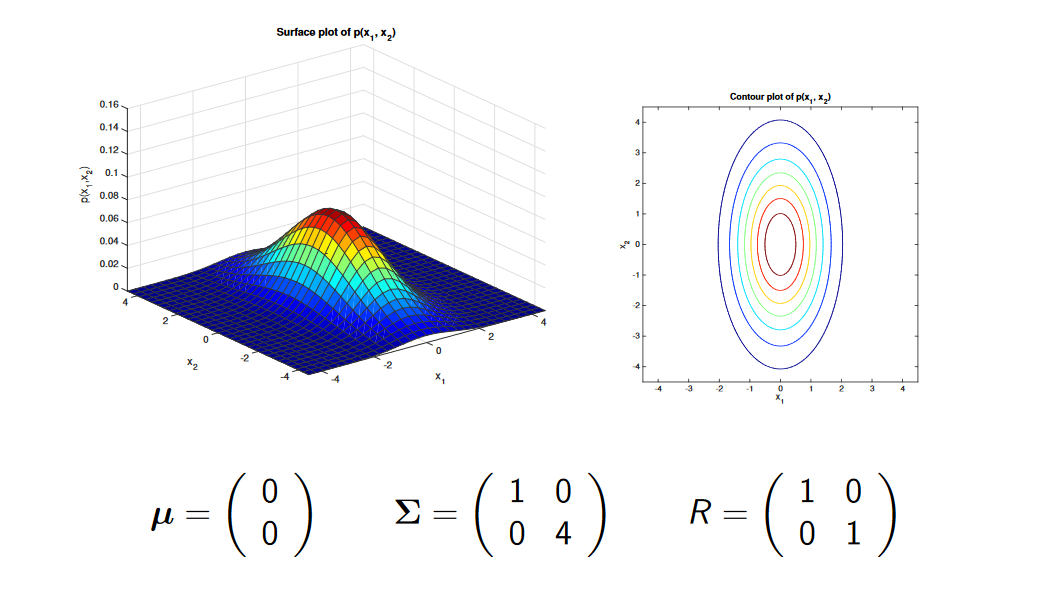 Surface plot of p(x₁, x₂)
0.16
0.14
0.12
0.1
0.08
0.06
0.04
0.02
0
p(x₁,x₂)
4
2
0
-2
-4
x₂
-4
-2
0
2
4
x₁
Contour plot of p(x₁, x₂)
4
3
2
1
0
-1
-2
-3
-4
x₂
-4 -3 -2 -1 0 1 2 3 4
x₁
μ = ( 0 ) Σ = ( 1 0 ) R = ( 1 0 )
( 0 ) ( 0 4 ) ( 0 1 )